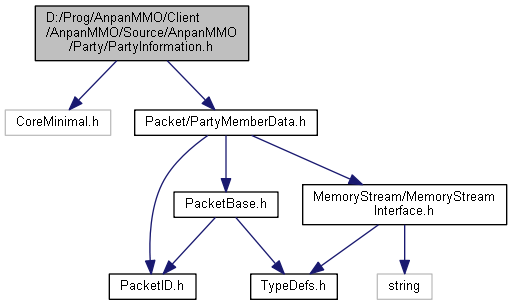 D:/Prog/AnpanMMO/Client
/AnpanMMO/Source/AnpanMMO
/Party/PartyInformation.h
CoreMinimal.h
Packet/PartyMemberData.h
PacketBase.h
MemoryStream/MemoryStream
Interface.h
PacketID.h
TypeDefs.h
string